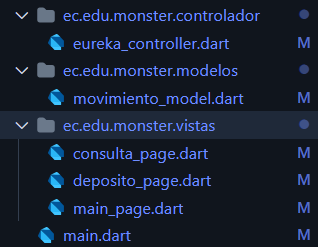 ec.edu.monster.controlador
eureka_controller.dart M
ec.edu.monster.modelos
movimiento_model.dart M
ec.edu.monster.vistas
consulta_page.dart M
deposito_page.dart M
main_page.dart M
main.dart M